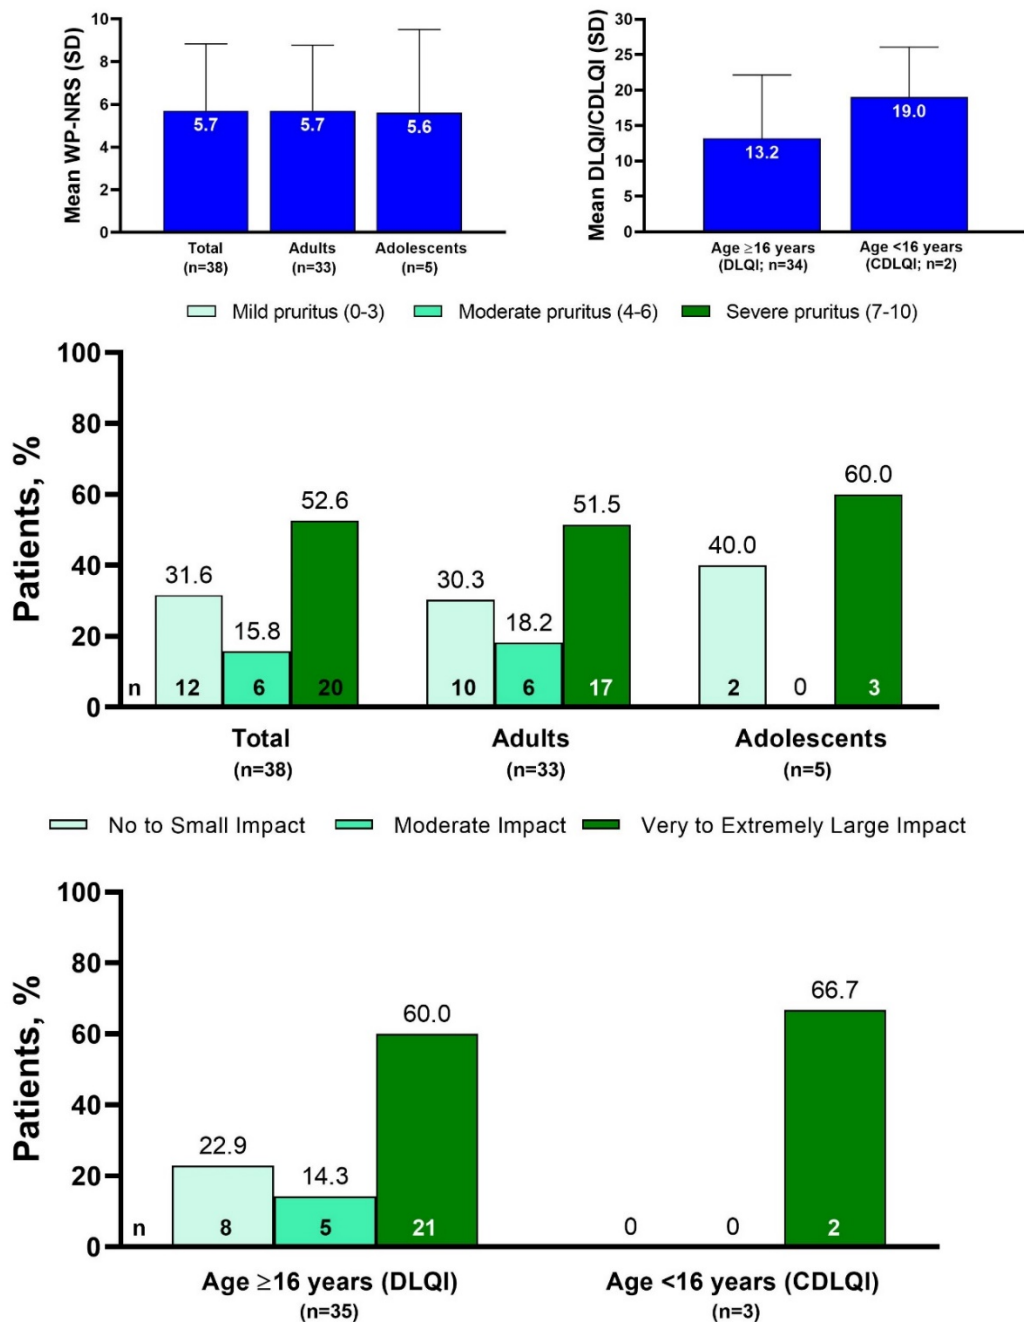 Mean WP-NRS (SD)
10
8
6
4
2
0
5.7
5.7
5.6
Total
(n=38)
Adults
(n=33)
Adolescents
(n=5)
Mean DLQI/CDLQI (SD)
30
25
20
15
10
5
0
13.2
19.0
Age ≥16 years
(DLQI; n=34)
Age <16 years
(CDLQI; n=2)
Mild pruritus (0-3)
Moderate pruritus (4-6)
Severe pruritus (7-10)
Patients, %
100
80
60
40
20
0
31.6
15.8
52.6
30.3
18.2
51.5
40.0
60.0
n
12
6
20
10
6
17
2
0
3
Total
(n=38)
Adults
(n=33)
Adolescents
(n=5)
No to Small Impact
Moderate Impact
Very to Extremely Large Impact
Patients, %
100
80
60
40
20
0
22.9
14.3
60.0
66.7
n
8
5
21
0
0
2
Age ≥16 years (DLQI)
(n=35)
Age <16 years (CDLQI)
(n=3)